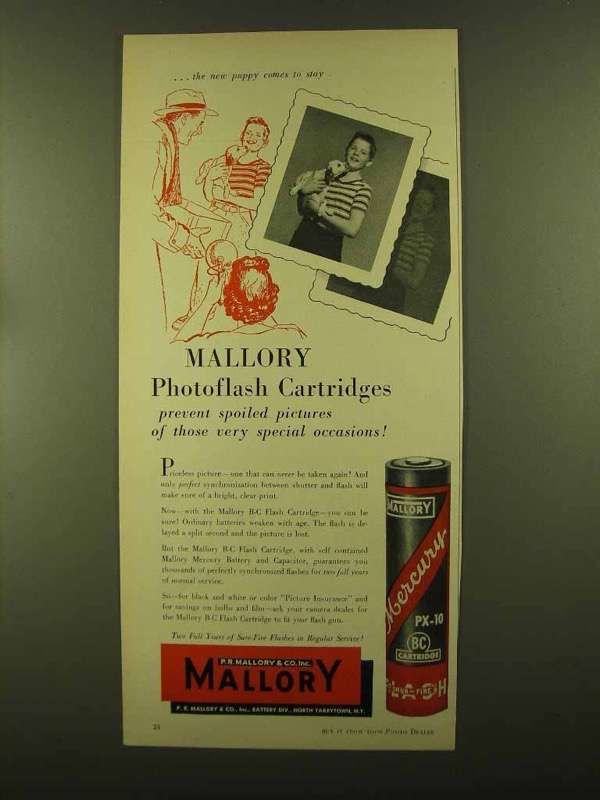 . . . the new puppy comes to stay .
MALLORY
Photoflash Cartridges
prevent spoiled pictures
of those very special occasions!
Priceless picture—one that can never be taken again? And
only perfect synchronization between shutter and flash will
make sure of a bright, clear print.
Now—with the Mallory B-C Flash Cartridge—you can be
sure! Ordinary batteries weaken with age. The flash is de-
layed a split second and the picture is lost.
But the Mallory B-C Flash Cartridge, with self contained
Mallory Mercury Battery and Capacitor, guarantees you
thousands of perfectly synchronized flashes for two full years
of normal service.
So—for black and white or color "Picture Insurance" and
for savings on bulbs and film—ask your camera dealer for
the Mallory B-C Flash Cartridge to fit your flash gun.
Two Full Years of Sure-Fire Flashes in Regular Service!
P. R. MALLORY & CO. Inc.
MALLORY
P. R. MALLORY & CO., Inc., BATTERY DIV., NORTH TARRYTOWN, N.Y.
MALLORY
Mercury
PX-10
BC
CARTRIDGE
FLASH
SUR-FIRE
24
BUY IT FROM YOUR PHOTO DEALER